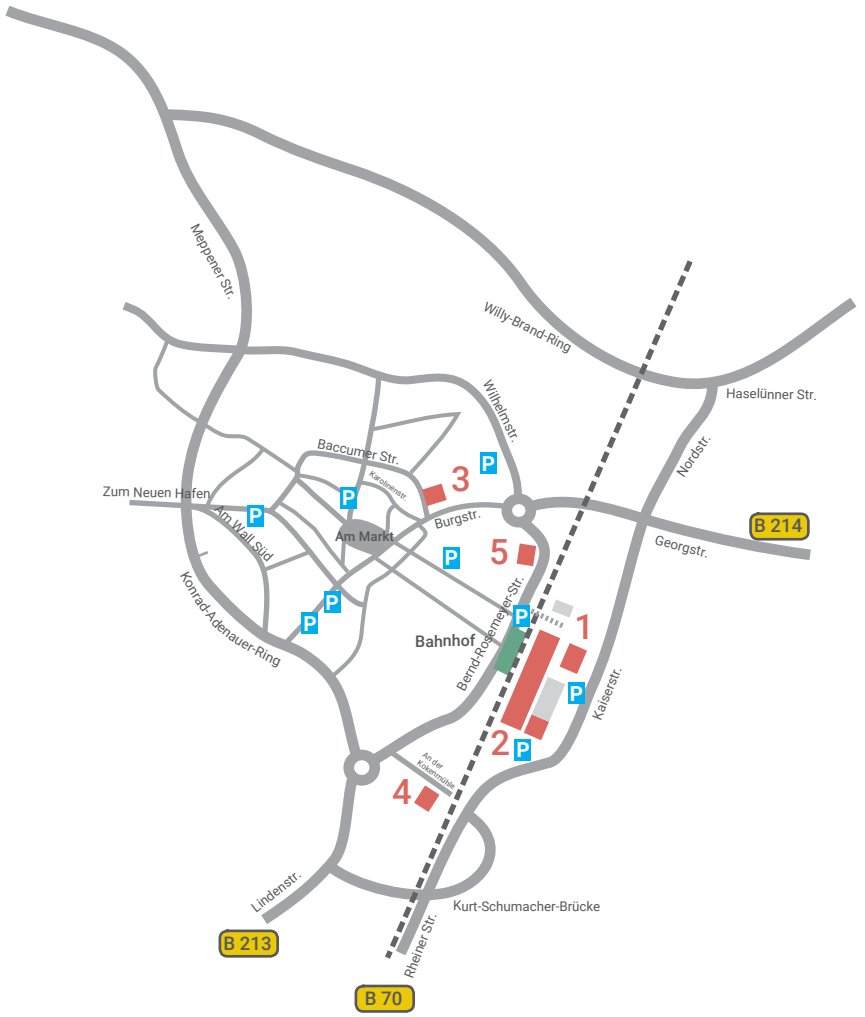 Meppener Str.
Willy-Brand-Ring
Haselünner Str.
Wilhelmstr.
Nordstr.
Baccumer Str.
P
3
Karolinenstr.
Zum Neuen Hafen
P
P
Burgstr.
B 214
Am Wall Süd
Am Markt
Georgstr.
5
P
Konrad-Adenauer-Ring
P
P
P
1
Bernd-Rosemeyer-Str.
Bahnhof
P
Kaiserstr.
2
P
An der
Kokenmühle
4
Lindenstr.
Kurt-Schumacher-Brücke
B 213
Rheiner Str.
B 70